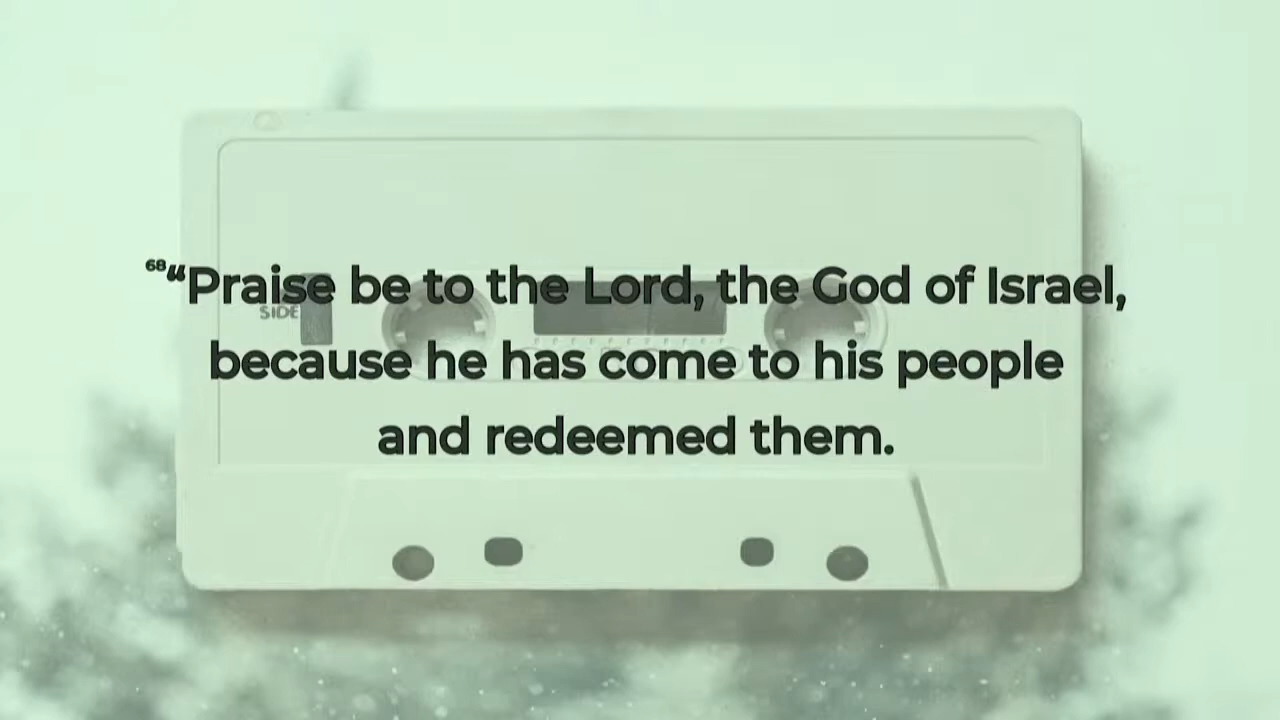 ⁶⁸“Praise be to the Lord, the God of Israel,
SIDE
because he has come to his people
and redeemed them.